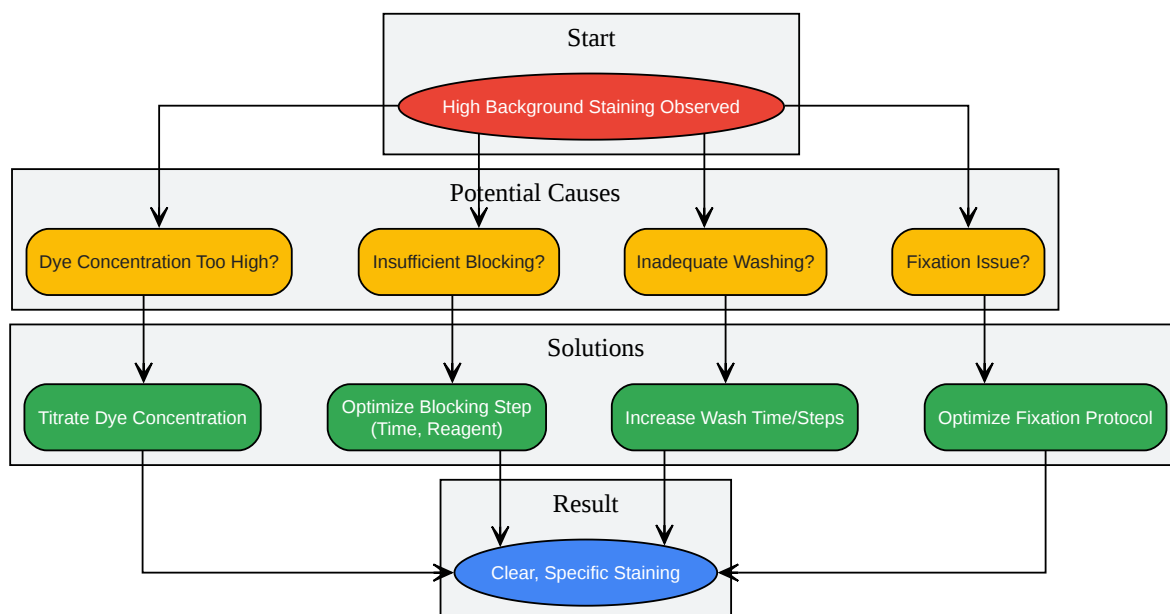 Start
High Background Staining Observed
Potential Causes
Dye Concentration Too High?
Insufficient Blocking?
Inadequate Washing?
Fixation Issue?
Solutions
Titrate Dye Concentration
Optimize Blocking Step
(Time, Reagent)
Increase Wash Time/Steps
Optimize Fixation Protocol
Result
Clear, Specific Staining